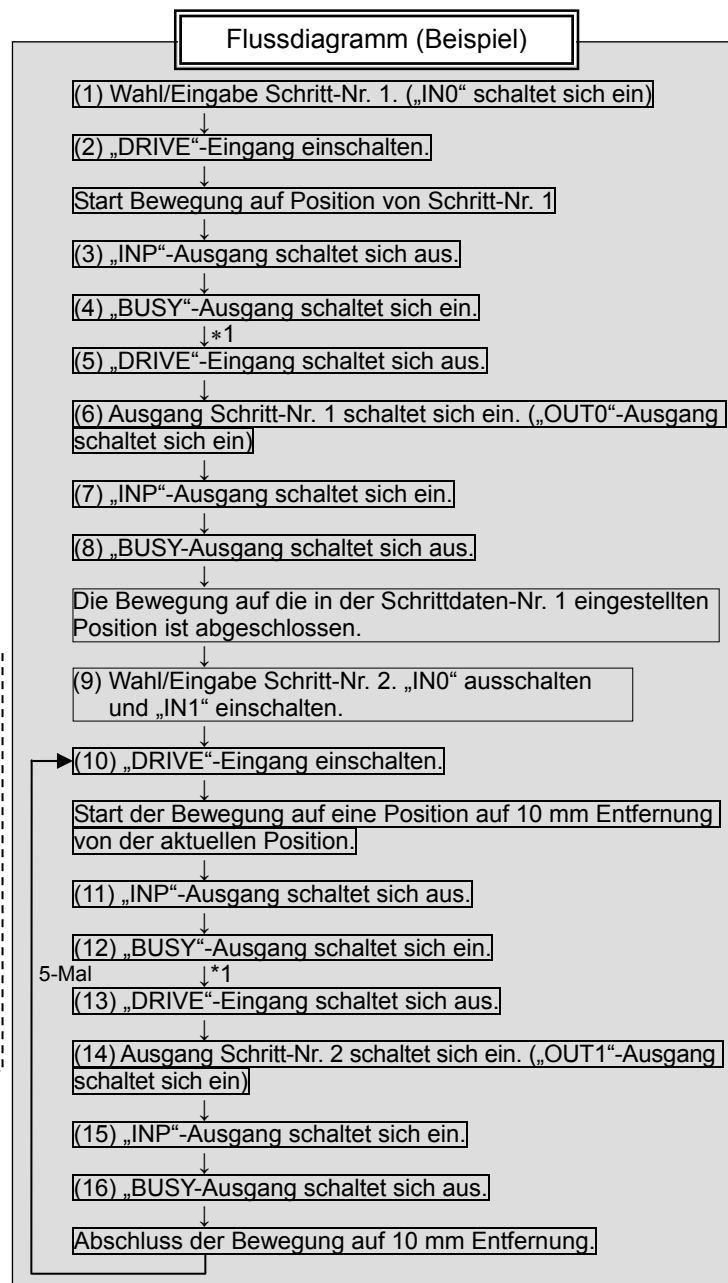 Flussdiagramm (Beispiel)
(1) Wahl/Eingabe Schritt-Nr. 1. („IN0“ schaltet sich ein)
↓
(2) „DRIVE“-Eingang einschalten.
↓
Start Bewegung auf Position von Schritt-Nr. 1
↓
(3) „INP“-Ausgang schaltet sich aus.
↓
(4) „BUSY“-Ausgang schaltet sich ein.
↓*1
(5) „DRIVE“-Eingang schaltet sich aus.
↓
(6) Ausgang Schritt-Nr. 1 schaltet sich ein. („OUT0“-Ausgang
schaltet sich ein)
↓
(7) „INP“-Ausgang schaltet sich ein.
↓
(8) „BUSY-Ausgang schaltet sich aus.
↓
Die Bewegung auf die in der Schrittdaten-Nr. 1 eingestellten
Position ist abgeschlossen.
↓
(9) Wahl/Eingabe Schritt-Nr. 2. „IN0“ ausschalten
und „IN1“ einschalten.
↓
(10) „DRIVE“-Eingang einschalten.
↓
Start der Bewegung auf eine Position auf 10 mm Entfernung
von der aktuellen Position.
↓
(11) „INP“-Ausgang schaltet sich aus.
↓
(12) „BUSY“-Ausgang schaltet sich ein.
5-Mal ↓*1
(13) „DRIVE“-Eingang schaltet sich aus.
↓
(14) Ausgang Schritt-Nr. 2 schaltet sich ein. („OUT1“-Ausgang
schaltet sich ein)
↓
(15) „INP“-Ausgang schaltet sich ein.
↓
(16) „BUSY-Ausgang schaltet sich aus.
↓
Abschluss der Bewegung auf 10 mm Entfernung.